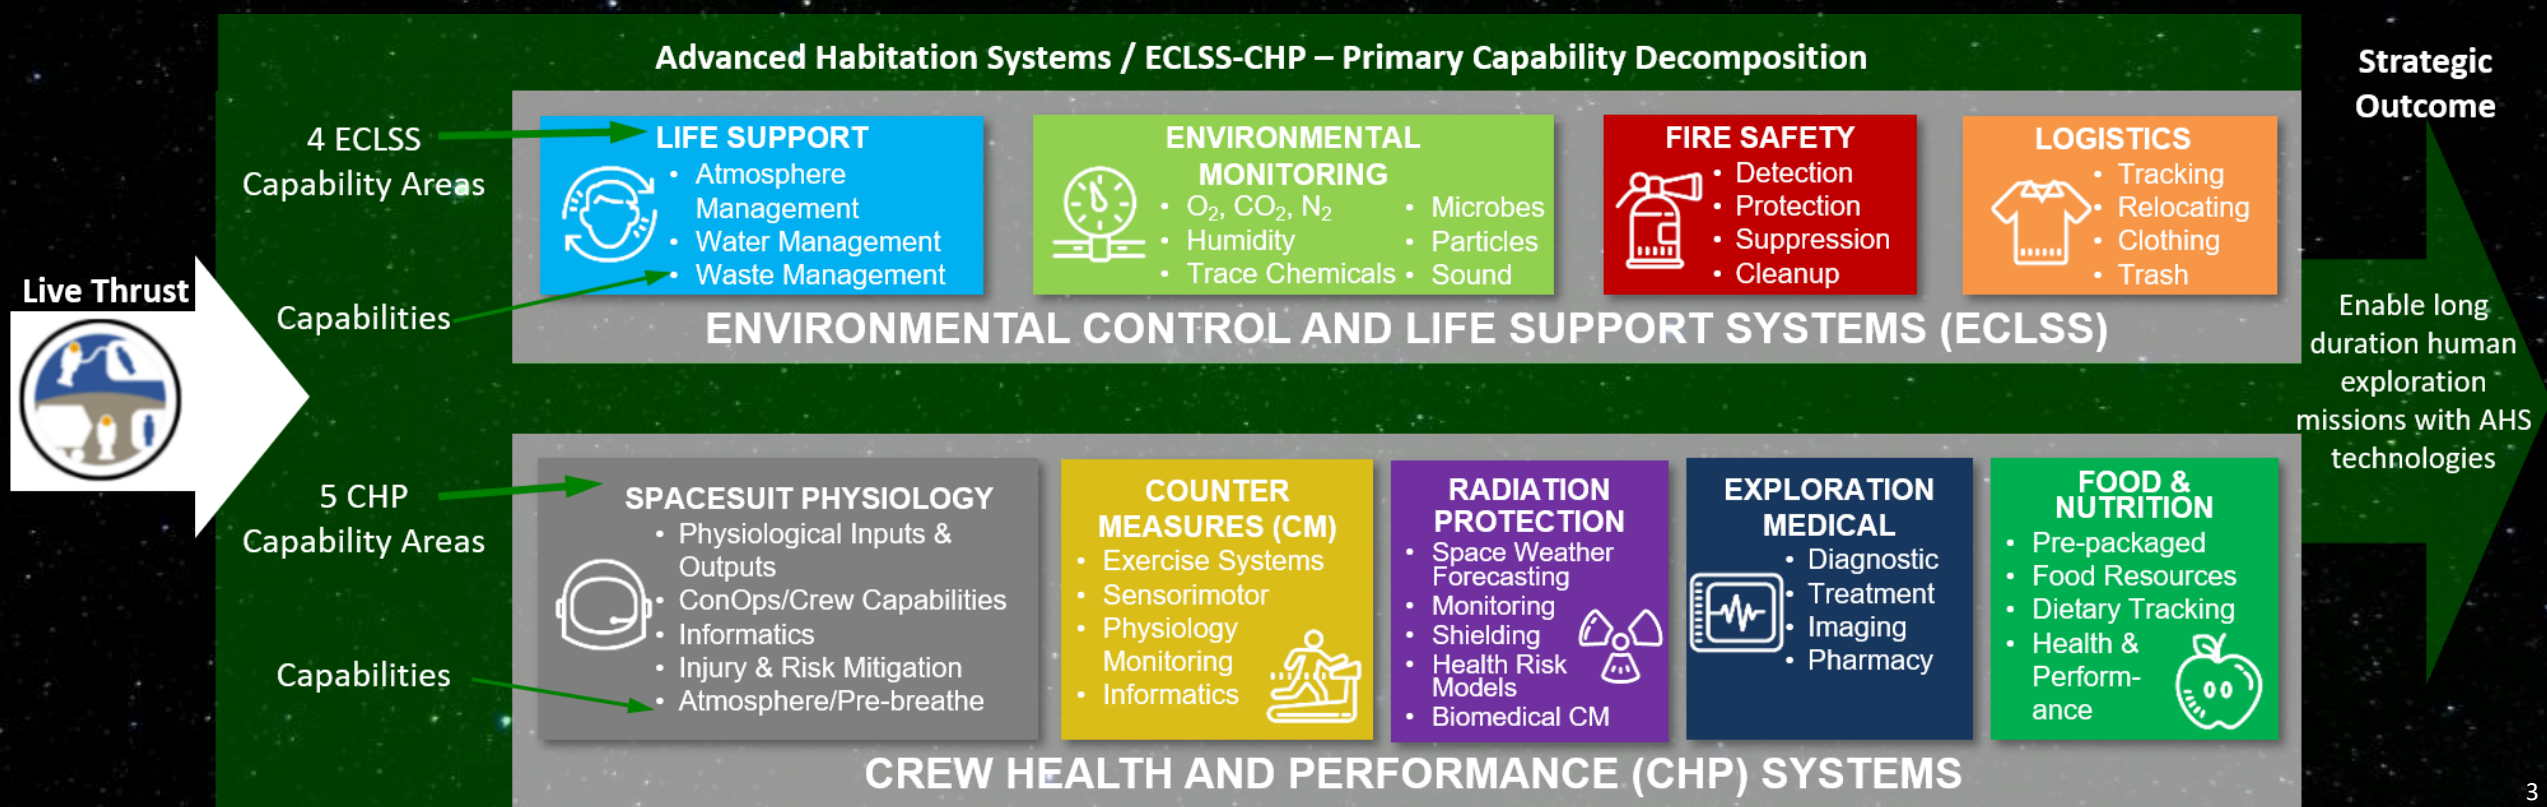 Advanced Habitation Systems / ECLSS-CHP – Primary Capability Decomposition
Strategic
Outcome
4 ECLSS
Capability Areas
Capabilities
Live Thrust
LIFE SUPPORT
• Atmosphere
Management
• Water Management
• Waste Management
ENVIRONMENTAL
MONITORING
• O₂, CO₂, N₂
• Humidity
• Trace Chemicals
• Microbes
• Particles
• Sound
FIRE SAFETY
• Detection
• Protection
• Suppression
• Cleanup
LOGISTICS
• Tracking
• Relocating
• Clothing
• Trash
ENVIRONMENTAL CONTROL AND LIFE SUPPORT SYSTEMS (ECLSS)
Enable long
duration human
exploration
missions with AHS
technologies
5 CHP
Capability Areas
Capabilities
SPACESUIT PHYSIOLOGY
• Physiological Inputs &
Outputs
• ConOps/Crew Capabilities
• Informatics
• Injury & Risk Mitigation
• Atmosphere/Pre-breathe
COUNTER
MEASURES (CM)
• Exercise Systems
• Sensorimotor
• Physiology
Monitoring
• Informatics
RADIATION
PROTECTION
• Space Weather
Forecasting
• Monitoring
• Shielding
• Health Risk
Models
• Biomedical CM
EXPLORATION
MEDICAL
• Diagnostic
• Treatment
• Imaging
• Pharmacy
FOOD &
NUTRITION
• Pre-packaged
• Food Resources
• Dietary Tracking
• Health &
Perform-
ance
CREW HEALTH AND PERFORMANCE (CHP) SYSTEMS
3